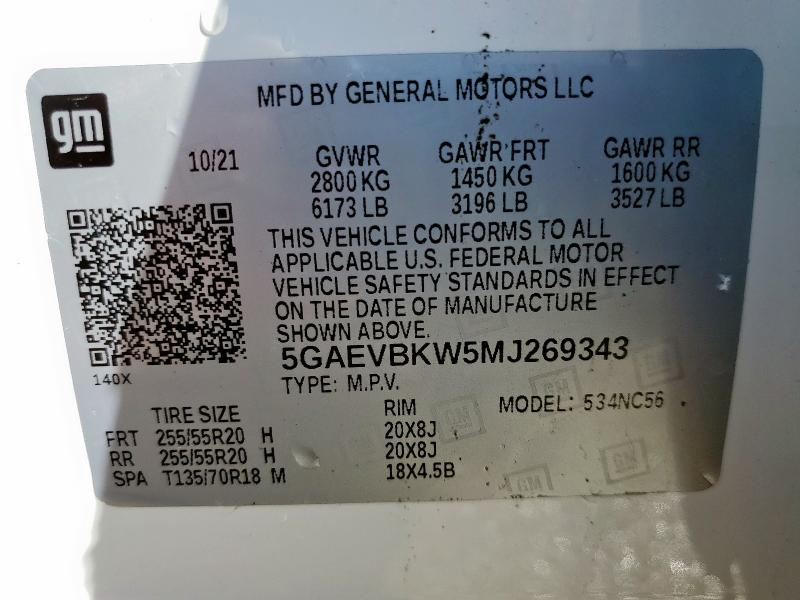 gm
MFD BY GENERAL MOTORS LLC
10/21
GVWR GAWR FRT GAWR RR
2800 KG 1450 KG 1600 KG
6173 LB 3196 LB 3527 LB
THIS VEHICLE CONFORMS TO ALL
APPLICABLE U.S. FEDERAL MOTOR
VEHICLE SAFETY STANDARDS IN EFFECT
ON THE DATE OF MANUFACTURE
SHOWN ABOVE.
5GAEVBKW5MJ269343
140X
TYPE: M.P.V.
TIRE SIZE RIM MODEL: 534NC56
FRT 255/55R20 H 20X8J
RR 255/55R20 H 20X8J
SPA T135/70R18 M 18X4.5B